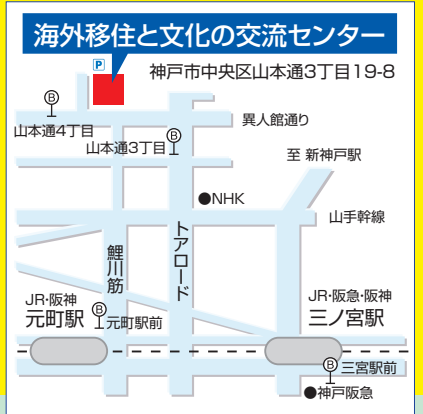 海外移住と文化の交流センター
P
神戸市中央区山本通3丁目19-8
B
山本通4丁目
異人館通り
B
山本通3丁目
至 新神戸駅
●NHK
山手幹線
トアロード
鯉川筋
JR·阪神
元町駅
B
元町駅前
JR·阪急·阪神
三ノ宮駅
B
三宮駅前
●神戸阪急